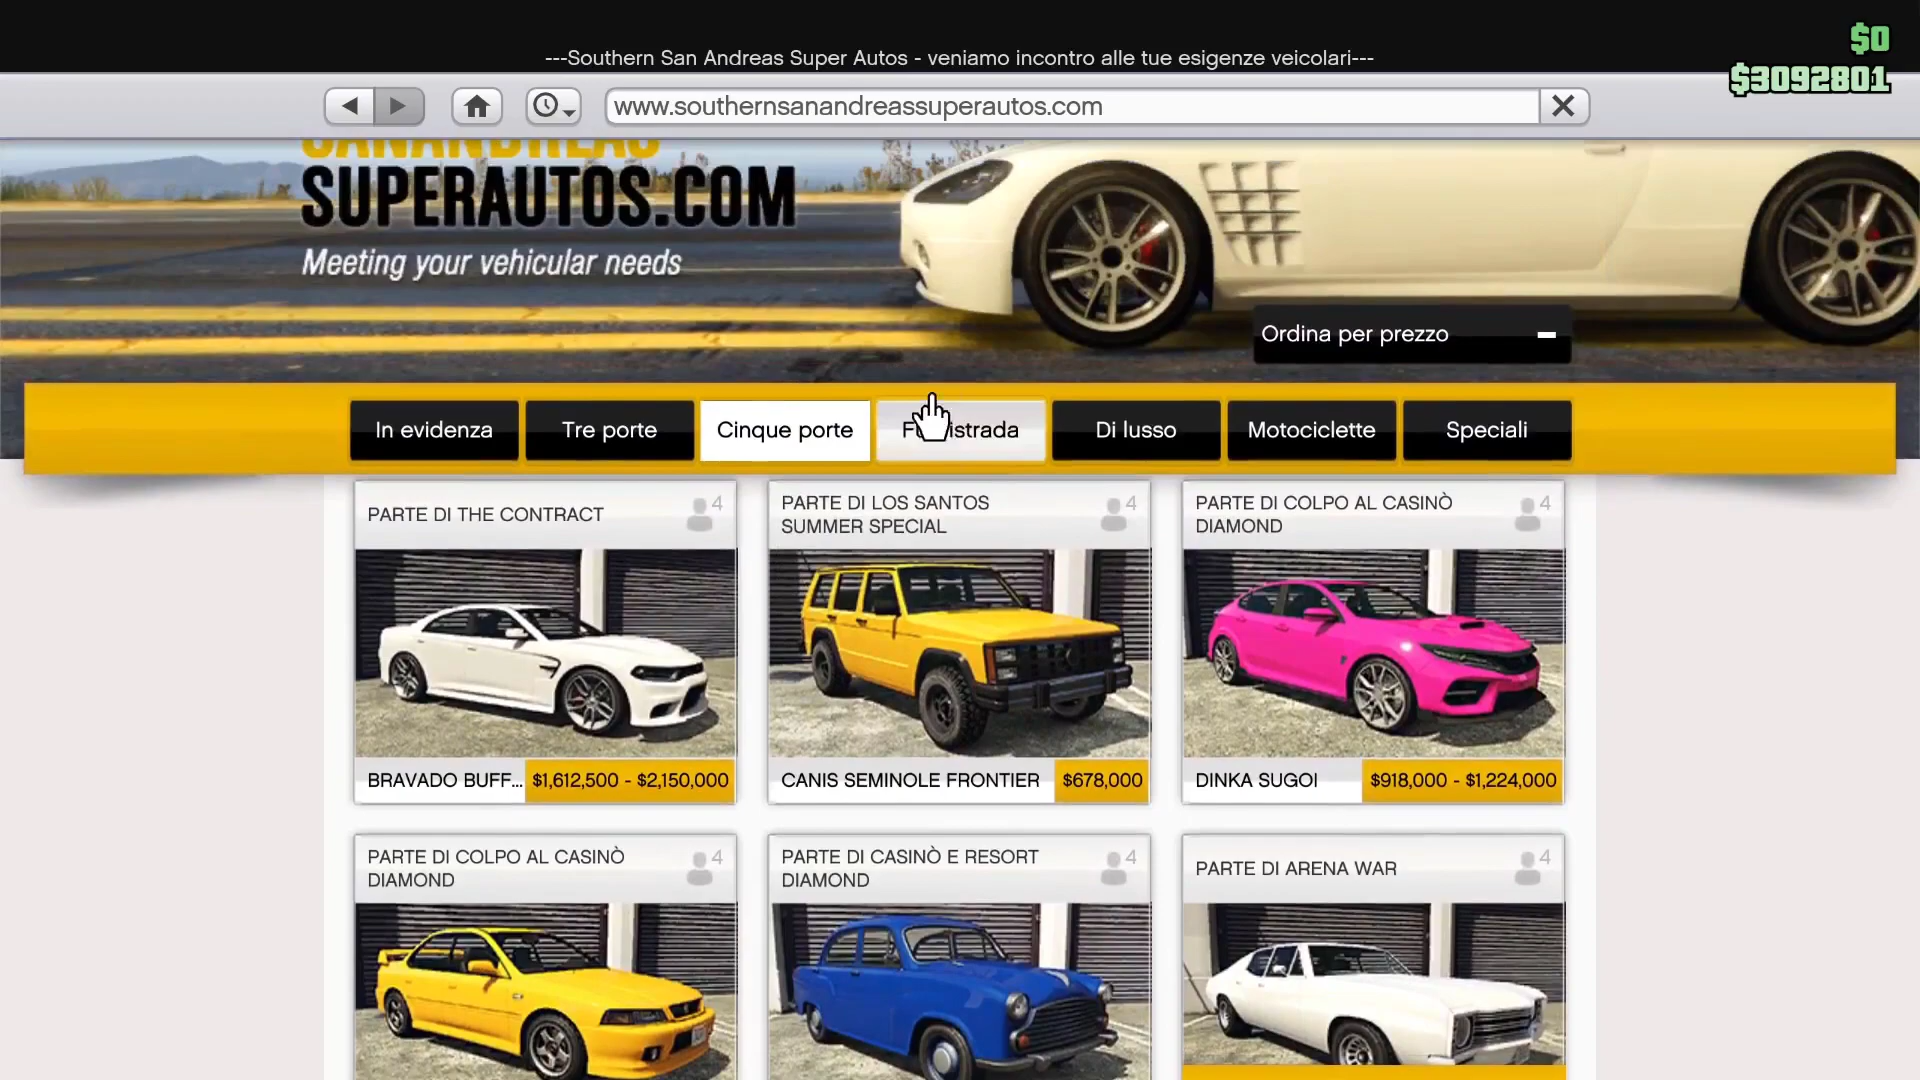 $0
---Southern San Andreas Super Autos - veniamo incontro alle tue esigenze veicolari---
$3092801
www.southernsanandreassuperautos.com
SANANDREAS
SUPERAUTOS.COM
Meeting your vehicular needs
Ordina per prezzo
In evidenza
Tre porte
Cinque porte
Fuoristrada
Di lusso
Motociclette
Speciali
PARTE DI THE CONTRACT
4
PARTE DI LOS SANTOS
SUMMER SPECIAL
4
PARTE DI COLPO AL CASINÒ
DIAMOND
4
BRAVADO BUFF... $1,612,500 - $2,150,000
CANIS SEMINOLE FRONTIER $678,000
DINKA SUGOI $918,000 - $1,224,000
PARTE DI COLPO AL CASINÒ
DIAMOND
4
PARTE DI CASINÒ E RESORT
DIAMOND
4
PARTE DI ARENA WAR
4